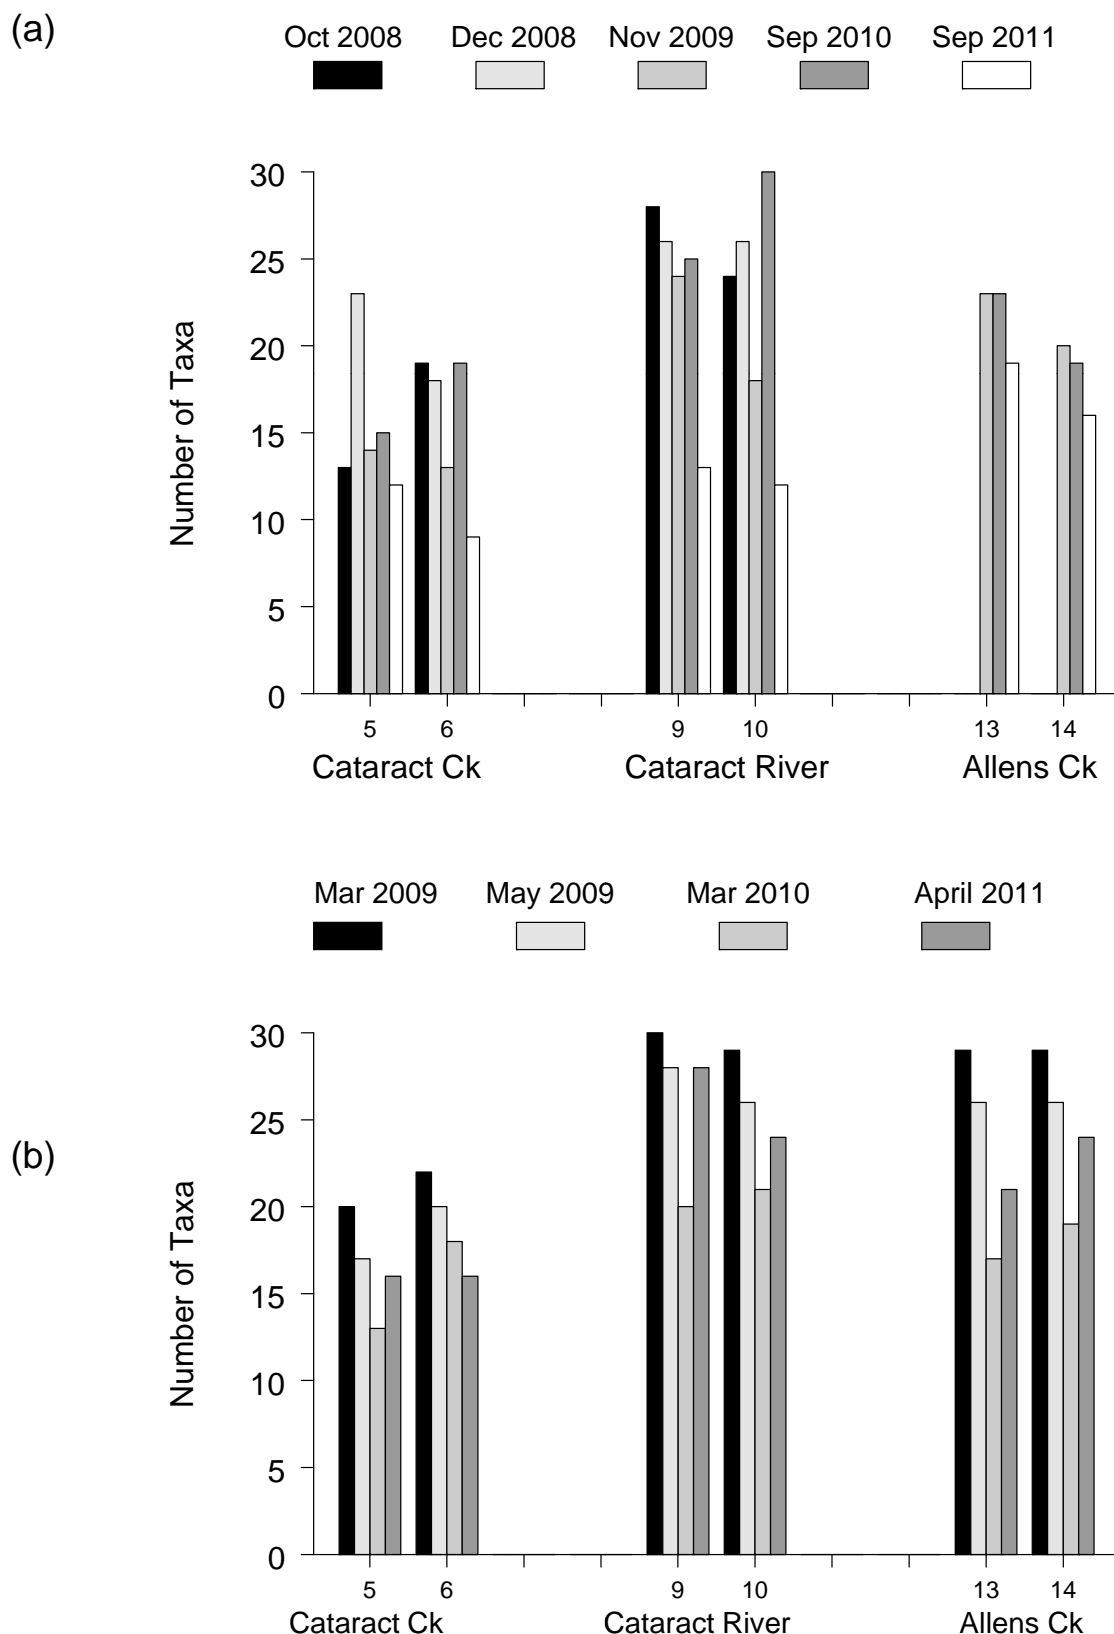 (a)
Oct 2008 Dec 2008 Nov 2009 Sep 2010 Sep 2011
30
25
20
15
10
5
0
Number of Taxa
5 6 9 10 13 14
Cataract Ck Cataract River Allens Ck
Mar 2009 May 2009 Mar 2010 April 2011
(b)
30
25
20
15
10
5
0
Number of Taxa
5 6 9 10 13 14
Cataract Ck Cataract River Allens Ck